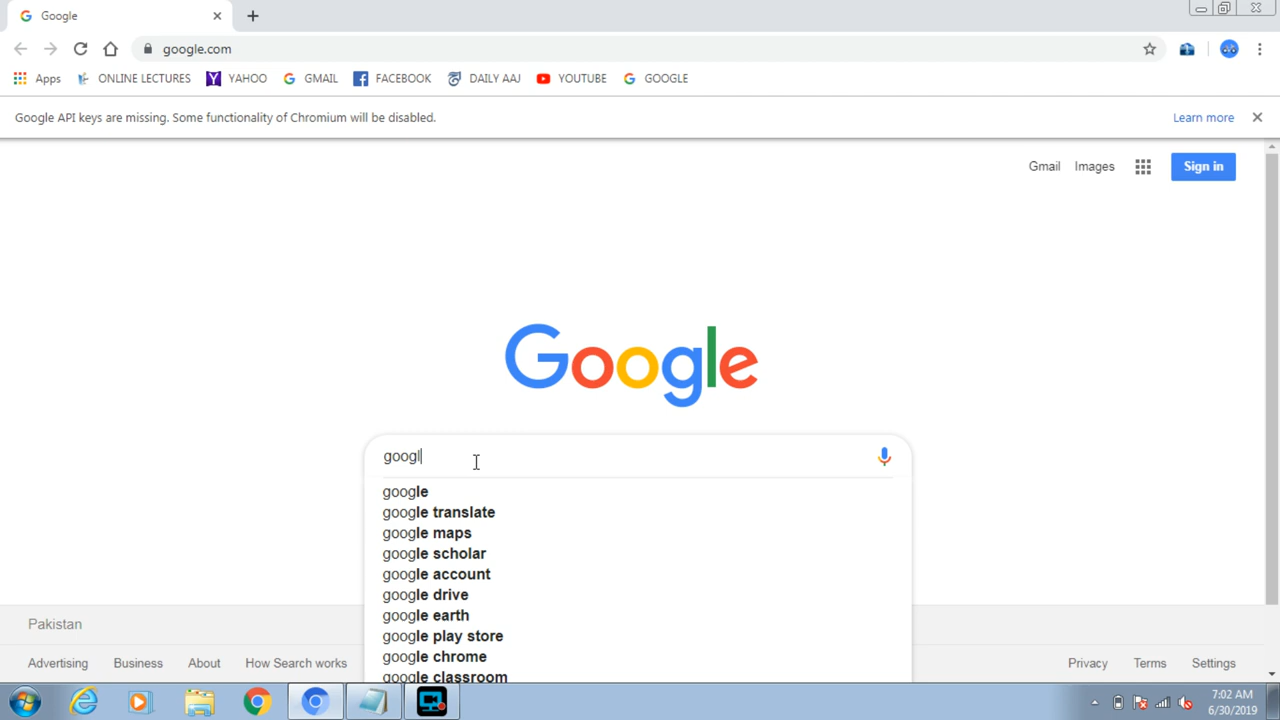 Google
google.com
Apps ONLINE LECTURES YAHOO GMAIL FACEBOOK DAILY AAJ YOUTUBE GOOGLE
Google API keys are missing. Some functionality of Chromium will be disabled. Learn more
Gmail Images Sign in
Google
googl
google
google translate
google maps
google scholar
google account
google drive
google earth
google play store
google chrome
google classroom
Pakistan
Advertising Business About How Search works Privacy Terms Settings
7:02 AM
6/30/2019